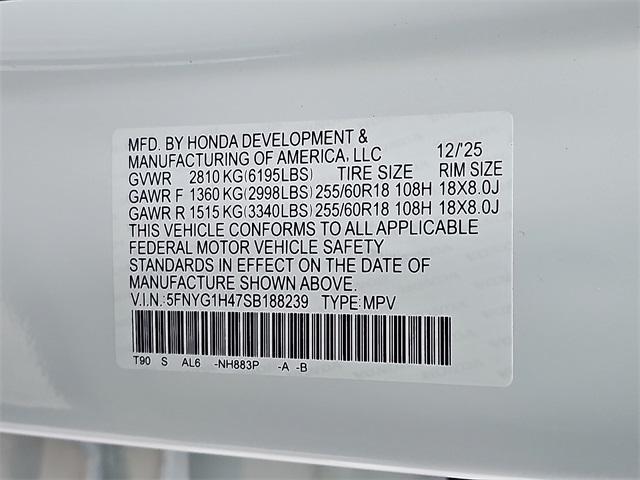 MFD. BY HONDA DEVELOPMENT &
MANUFACTURING OF AMERICA, LLC 12/'25
GVWR 2810 KG(6195LBS) TIRE SIZE RIM SIZE
GAWR F 1360 KG(2998LBS) 255/60R18 108H 18X8.0J
GAWR R 1515 KG(3340LBS) 255/60R18 108H 18X8.0J
THIS VEHICLE CONFORMS TO ALL APPLICABLE
FEDERAL MOTOR VEHICLE SAFETY
STANDARDS IN EFFECT ON THE DATE OF
MANUFACTURE SHOWN ABOVE.
V.I.N.:5FNYG1H47SB188239 TYPE:MPV
T90 S AL6 -NH883P -A -B